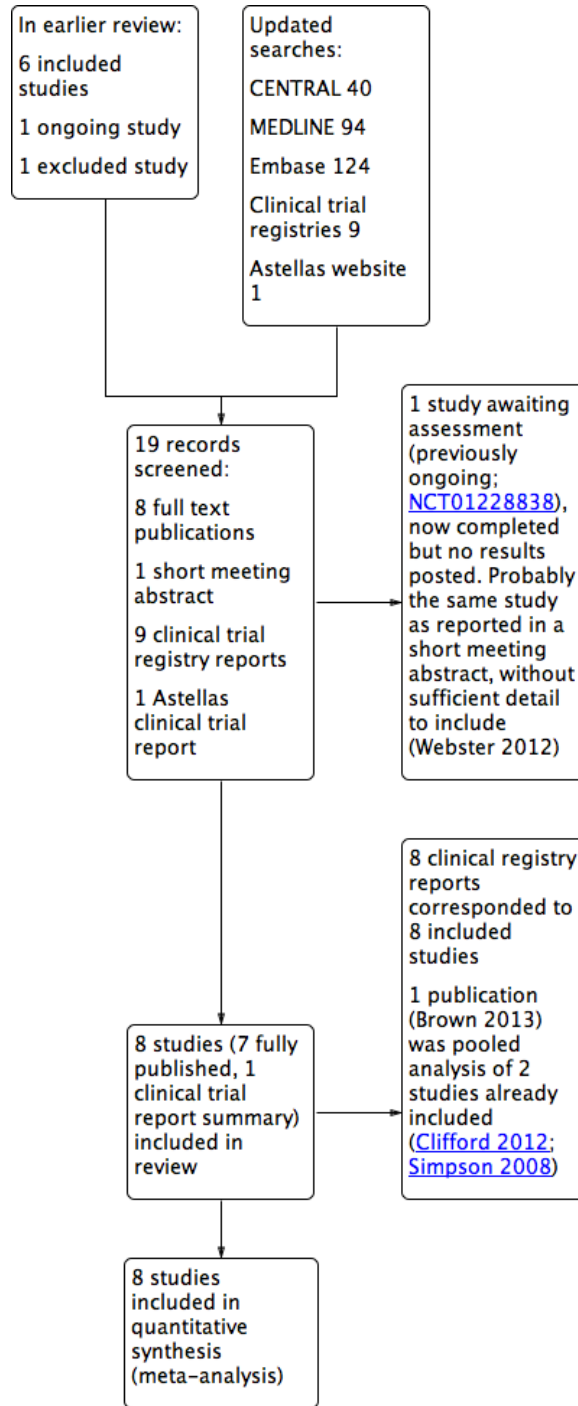 In earlier review:
6 included
studies
1 ongoing study
1 excluded study
Updated
searches:
CENTRAL 40
MEDLINE 94
Embase 124
Clinical trial
registries 9
Astellas website
1
19 records
screened:
8 full text
publications
1 short meeting
abstract
9 clinical trial
registry reports
1 Astellas
clinical trial
report
1 study awaiting
assessment
(previously
ongoing;
NCT01228838),
now completed
but no results
posted. Probably
the same study
as reported in a
short meeting
abstract, without
sufficient detail
to include
(Webster 2012)
8 clinical registry
reports
corresponded to
8 included
studies
1 publication
(Brown 2013)
was pooled
analysis of 2
studies already
included
(Clifford 2012;
Simpson 2008)
8 studies (7 fully
published, 1
clinical trial
report summary)
included in
review
8 studies
included in
quantitative
synthesis
(meta-analysis)